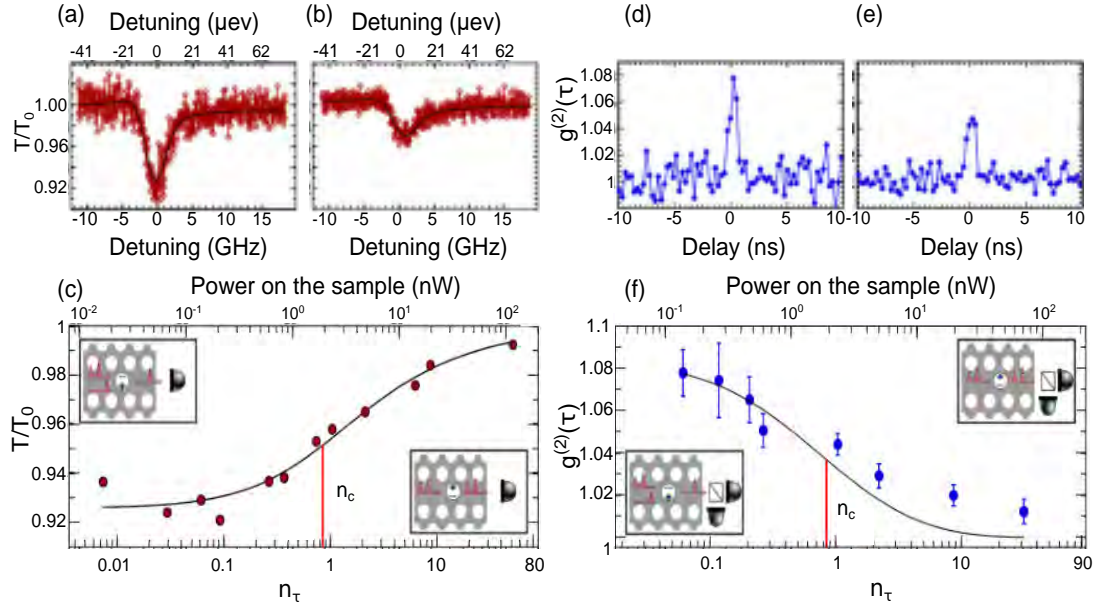 (a)
Detuning (μev)
-41 -21 0 21 41 62
T/T0
1.00
0.96
0.92
-10 -5 0 5 10 15
Detuning (GHz)
(b)
Detuning (μev)
-41 -21 0 21 41 62
-10 -5 0 5 10 15
Detuning (GHz)
(d)
g(2)(τ)
1.08
1.06
1.04
1.02
1
-10 -5 0 5 10
Delay (ns)
(e)
-10 -5 0 5 10
Delay (ns)
(c)
Power on the sample (nW)
10-2 10-1 100 101 102
T/T0
1
0.98
0.96
0.94
0.92
nc
0.01 0.1 1 10 80
nτ
(f)
Power on the sample (nW)
10-1 100 101 102
g(2)(τ)
1.1
1.08
1.06
1.04
1.02
1
nc
0.1 1 10 90
nτ